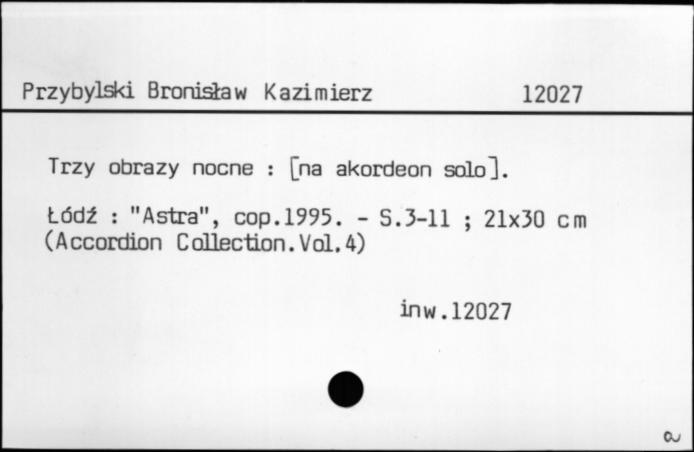 Przybylski Bronisław Kazimierz 12027
Trzy obrazy nocne : [na akordeon solo].
Łódź : "Astra", cop.1995. - S.3-11 ; 21x30 cm
(Accordion Collection.Vol.4)
inw.12027
a